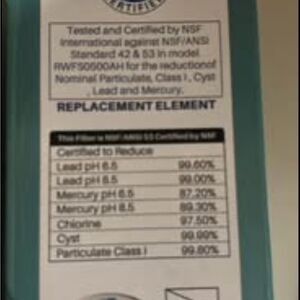 CERTIFIED
Tested and Certified by NSF
International against NSF/ANSI
Standard 42 & 53 in model
RWFS0500AH for the reductionof
Nominal Particulate, Class I , Cyst
, Lead and Mercury.
REPLACEMENT ELEMENT
This Filter is NSF/ANSI 53 Certified by NSF
Certified to Reduce
Lead pH 6.5 99.60%
Lead pH 8.5 99.00%
Mercury pH 6.5 87.20%
Mercury pH 8.5 89.30%
Chlorine 97.50%
Cyst 99.99%
Particulate Class I 99.80%